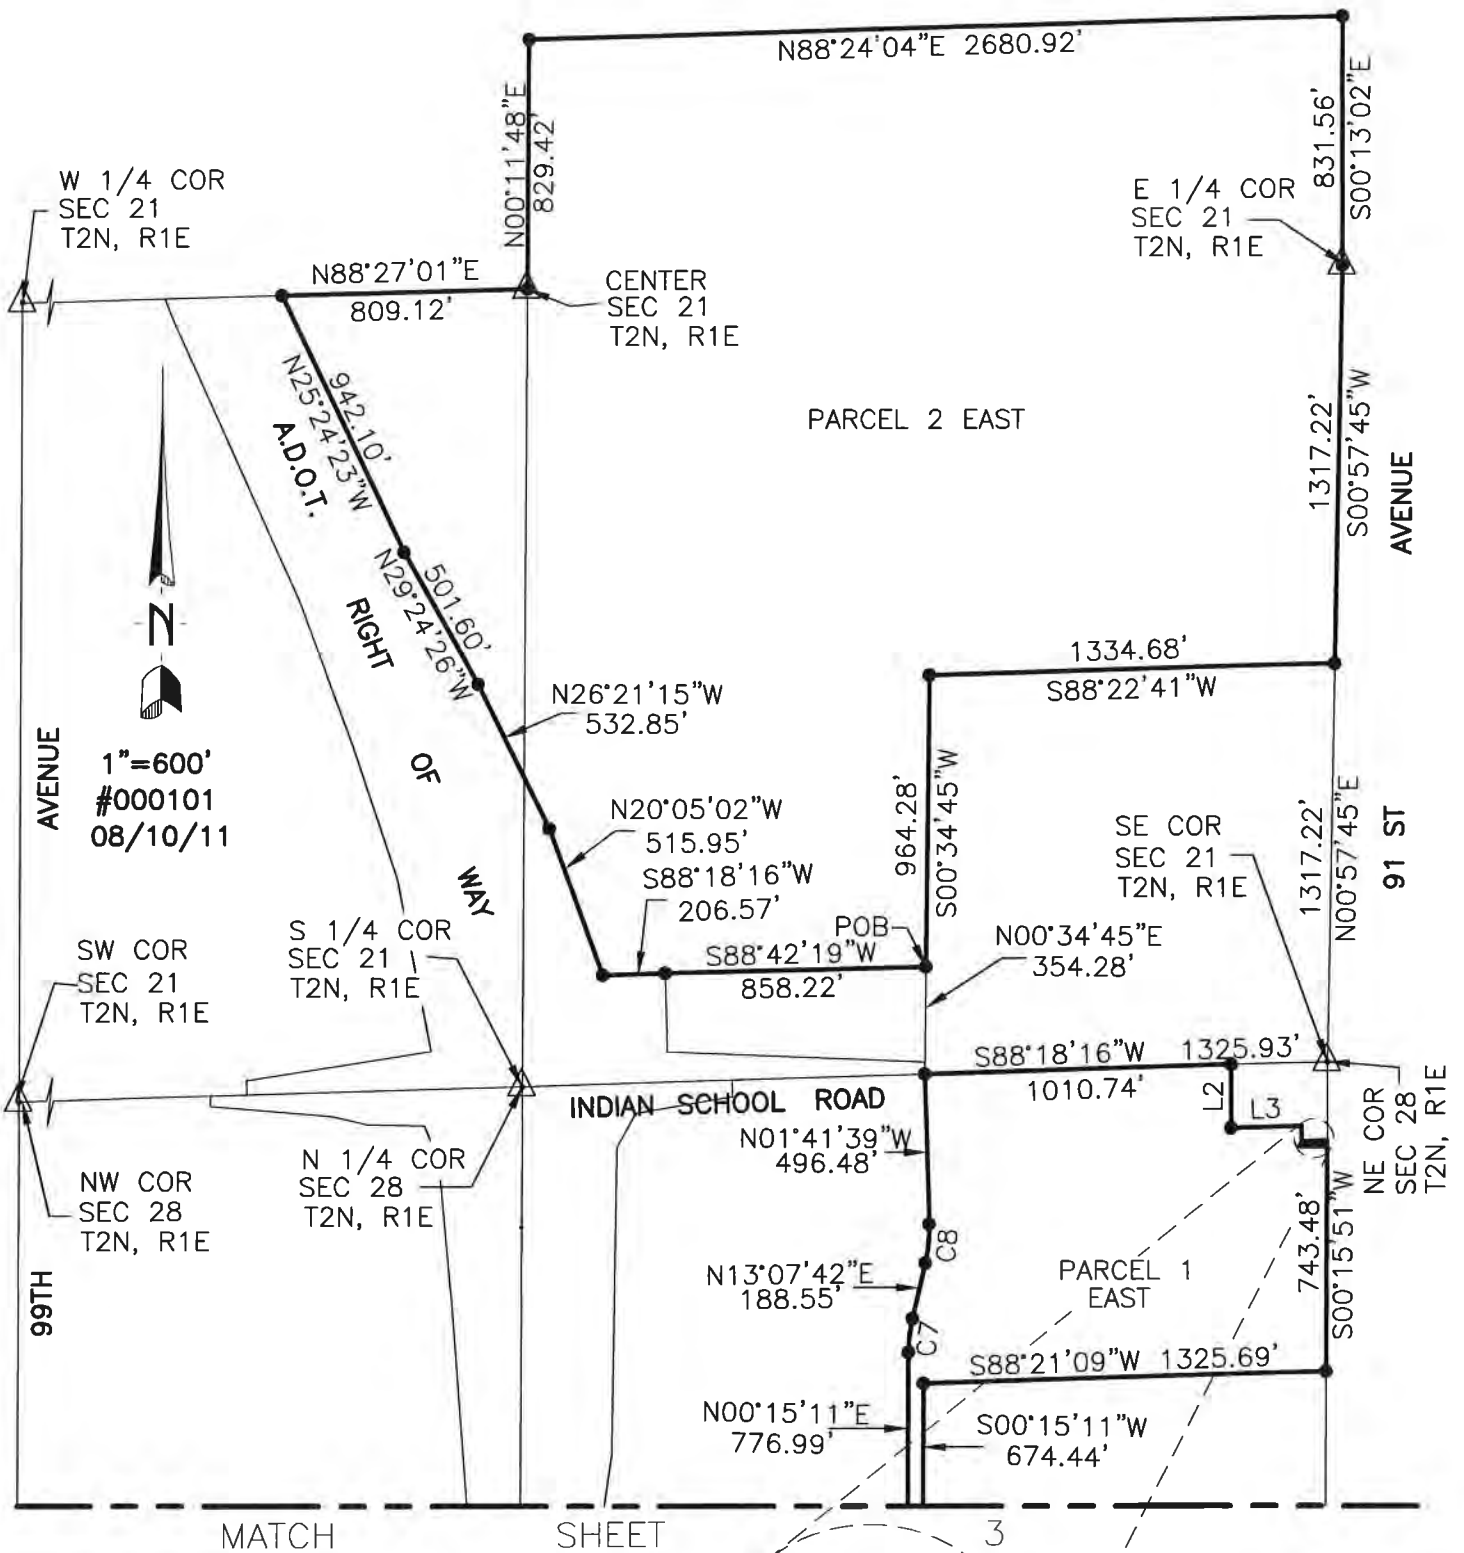 N88°24'04"E 2680.92'
N00°11'48"E
829.42'
831.56'
S00°13'02"E
W 1/4 COR
SEC 21
T2N, R1E
E 1/4 COR
SEC 21
T2N, R1E
N88°27'01"E
809.12'
CENTER
SEC 21
T2N, R1E
942.10'
N25°24'23"W
A.D.O.T.
PARCEL 2 EAST
1317.22'
S00°57'45"W
AVENUE
501.60'
N29°24'26"W
RIGHT
N
1334.68'
S88°22'41"W
N26°21'15"W
532.85'
OF
AVENUE
1"=600'
#000101
08/10/11
N20°05'02"W
515.95'
964.28'
S00°34'45"W
S88°18'16"W
206.57'
SE COR
SEC 21
T2N, R1E
1317.22'
N00°57'45"E
91 ST
WAY
S 1/4 COR
SEC 21
T2N, R1E
SW COR
SEC 21
T2N, R1E
POB
S88°42'19"W
858.22'
N00°34'45"E
354.28'
S88°18'16"W 1325.93'
1010.74'
INDIAN SCHOOL ROAD
L2
L3
NE COR
SEC 28
T2N, R1E
N01°41'39"W
496.48'
N 1/4 COR
SEC 28
T2N, R1E
NW COR
SEC 28
T2N, R1E
C8
N13°07'42"E
188.55'
PARCEL 1
EAST
743.48'
S00°15'51"W
99TH
C7
S88°21'09"W 1325.69'
N00°15'11"E
776.99'
S00°15'11"W
674.44'
MATCH SHEET 3